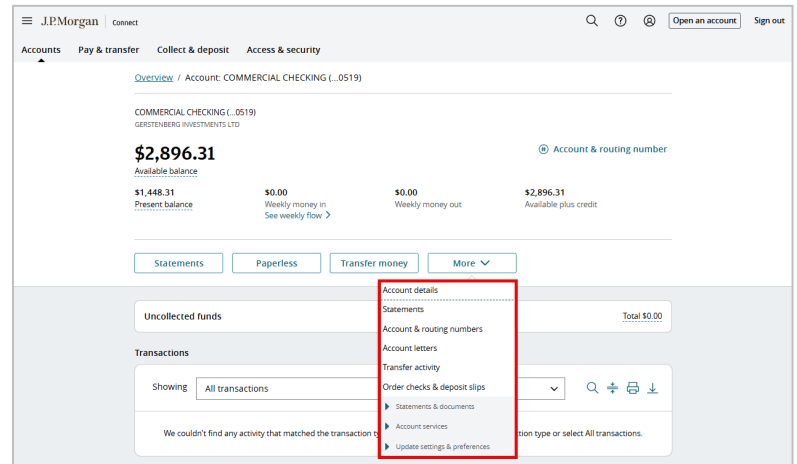 J.P.Morgan | Connect
Open an account Sign out
Accounts Pay & transfer Collect & deposit Access & security
Overview / Account: COMMERCIAL CHECKING (...0519)
COMMERCIAL CHECKING (...0519)
GERSTENBERG INVESTMENTS LTD
$2,896.31
Account & routing number
Available balance
$1,448.31 $0.00 $0.00 $2,896.31
Present balance Weekly money in Weekly money out Available plus credit
See weekly flow
Statements Paperless Transfer money More
Account details
Statements
Account & routing numbers
Account letters
Transfer activity
Order checks & deposit slips
Statements & documents
Account services
Update settings & preferences
Uncollected funds Total $0.00
Transactions
Showing All transactions
We couldn't find any activity that matched the transaction ction type or select All transactions.